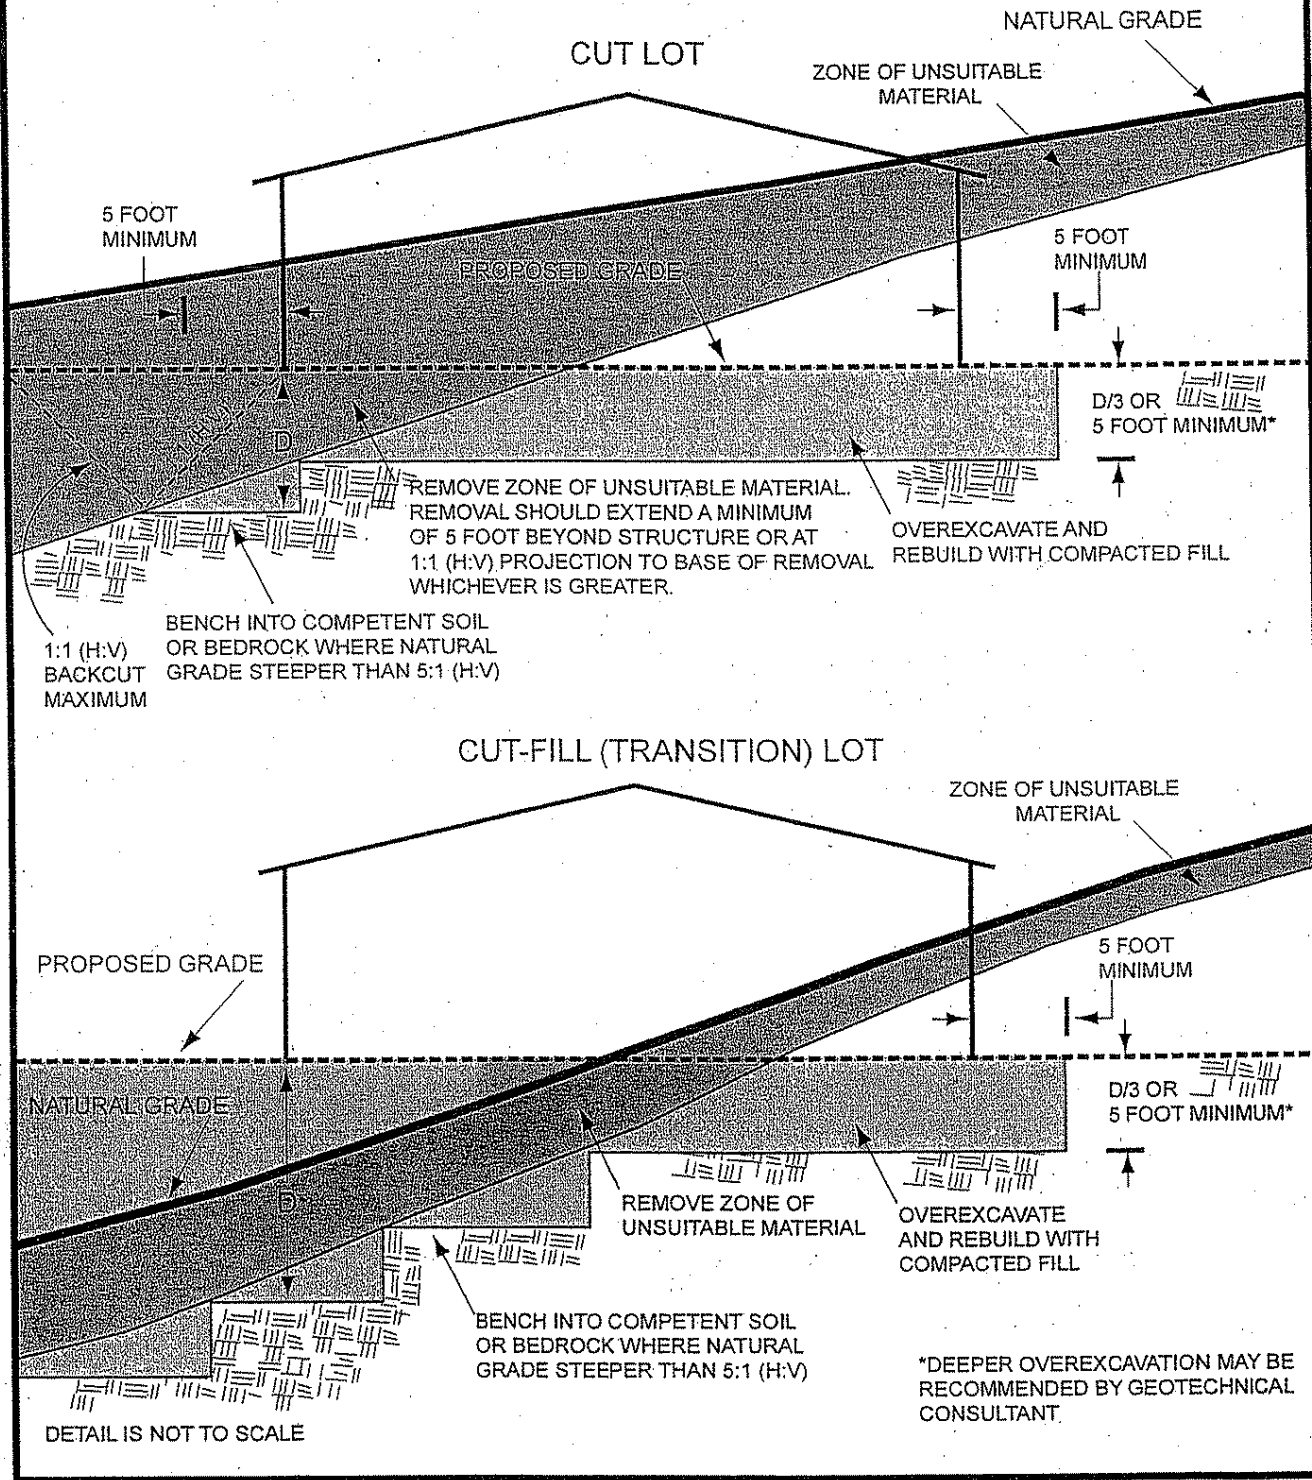 CUT LOT
NATURAL GRADE
ZONE OF UNSUITABLE
MATERIAL
5 FOOT
MINIMUM
PROPOSED GRADE
5 FOOT
MINIMUM
D
D/3 OR
5 FOOT MINIMUM*
REMOVE ZONE OF UNSUITABLE MATERIAL.
REMOVAL SHOULD EXTEND A MINIMUM
OF 5 FOOT BEYOND STRUCTURE OR AT
1:1 (H:V) PROJECTION TO BASE OF REMOVAL
WHICHEVER IS GREATER.
OVEREXCAVATE AND
REBUILD WITH COMPACTED FILL
BENCH INTO COMPETENT SOIL
OR BEDROCK WHERE NATURAL
GRADE STEEPER THAN 5:1 (H:V)
1:1 (H:V)
BACKCUT
MAXIMUM
CUT-FILL (TRANSITION) LOT
ZONE OF UNSUITABLE
MATERIAL
PROPOSED GRADE
5 FOOT
MINIMUM
NATURAL GRADE
D
D/3 OR
5 FOOT MINIMUM*
REMOVE ZONE OF
UNSUITABLE MATERIAL
OVEREXCAVATE
AND REBUILD WITH
COMPACTED FILL
BENCH INTO COMPETENT SOIL
OR BEDROCK WHERE NATURAL
GRADE STEEPER THAN 5:1 (H:V)
*DEEPER OVEREXCAVATION MAY BE
RECOMMENDED BY GEOTECHNICAL
CONSULTANT
DETAIL IS NOT TO SCALE